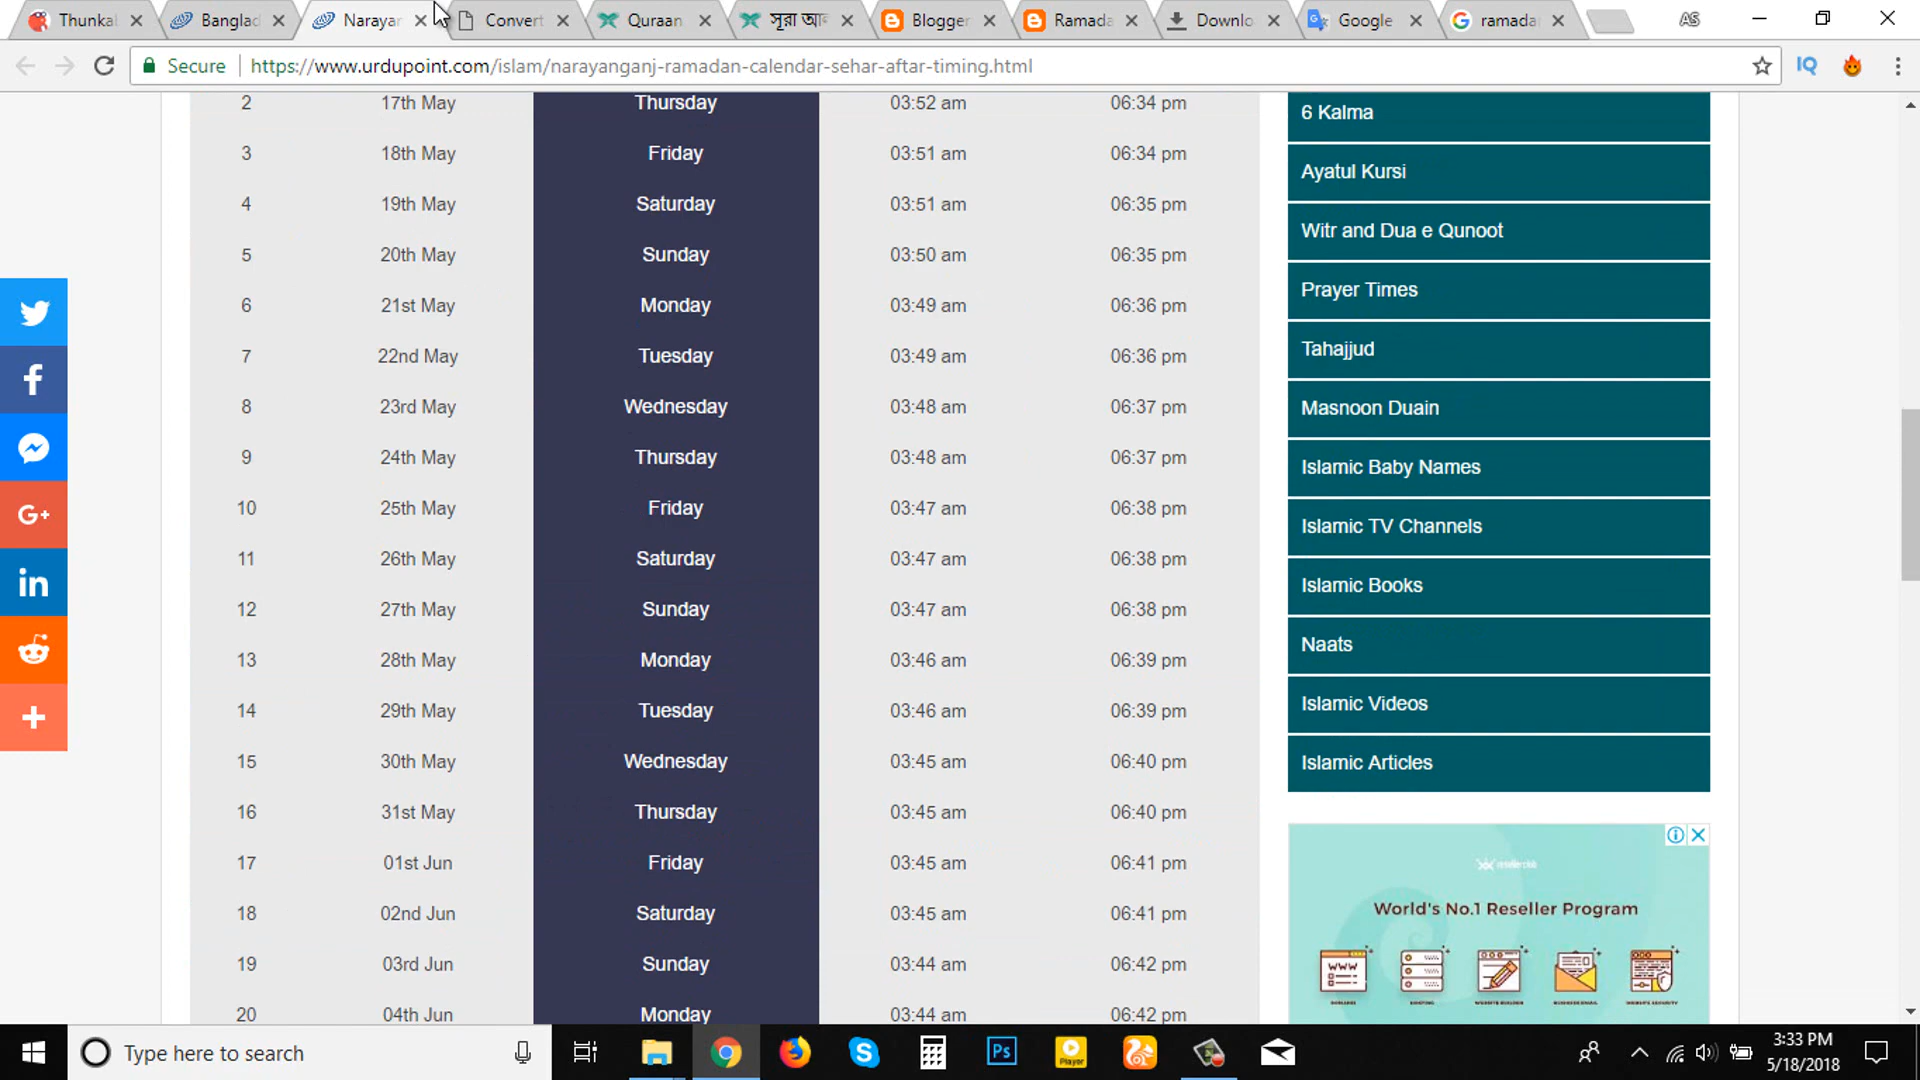 Thunkal
Banglad
Narayan
Convert
Quraan
সূরা আল
Blogger
Ramada
Downlo
Google
ramadan
AS
Secure https://www.urdupoint.com/islam/narayanganj-ramadan-calendar-sehar-aftar-timing.html IQ
2 17th May Thursday 03:52 am 06:34 pm
3 18th May Friday 03:51 am 06:34 pm
4 19th May Saturday 03:51 am 06:35 pm
5 20th May Sunday 03:50 am 06:35 pm
6 21st May Monday 03:49 am 06:36 pm
7 22nd May Tuesday 03:49 am 06:36 pm
8 23rd May Wednesday 03:48 am 06:37 pm
9 24th May Thursday 03:48 am 06:37 pm
10 25th May Friday 03:47 am 06:38 pm
11 26th May Saturday 03:47 am 06:38 pm
12 27th May Sunday 03:47 am 06:38 pm
13 28th May Monday 03:46 am 06:39 pm
14 29th May Tuesday 03:46 am 06:39 pm
15 30th May Wednesday 03:45 am 06:40 pm
16 31st May Thursday 03:45 am 06:40 pm
17 01st Jun Friday 03:45 am 06:41 pm
18 02nd Jun Saturday 03:45 am 06:41 pm
19 03rd Jun Sunday 03:44 am 06:42 pm
20 04th Jun Monday 03:44 am 06:42 pm
6 Kalma
Ayatul Kursi
Witr and Dua e Qunoot
Prayer Times
Tahajjud
Masnoon Duain
Islamic Baby Names
Islamic TV Channels
Islamic Books
Naats
Islamic Videos
Islamic Articles
World's No.1 Reseller Program
WWW
f
G+
in
Type here to search
Ps
Player
3:33 PM
5/18/2018